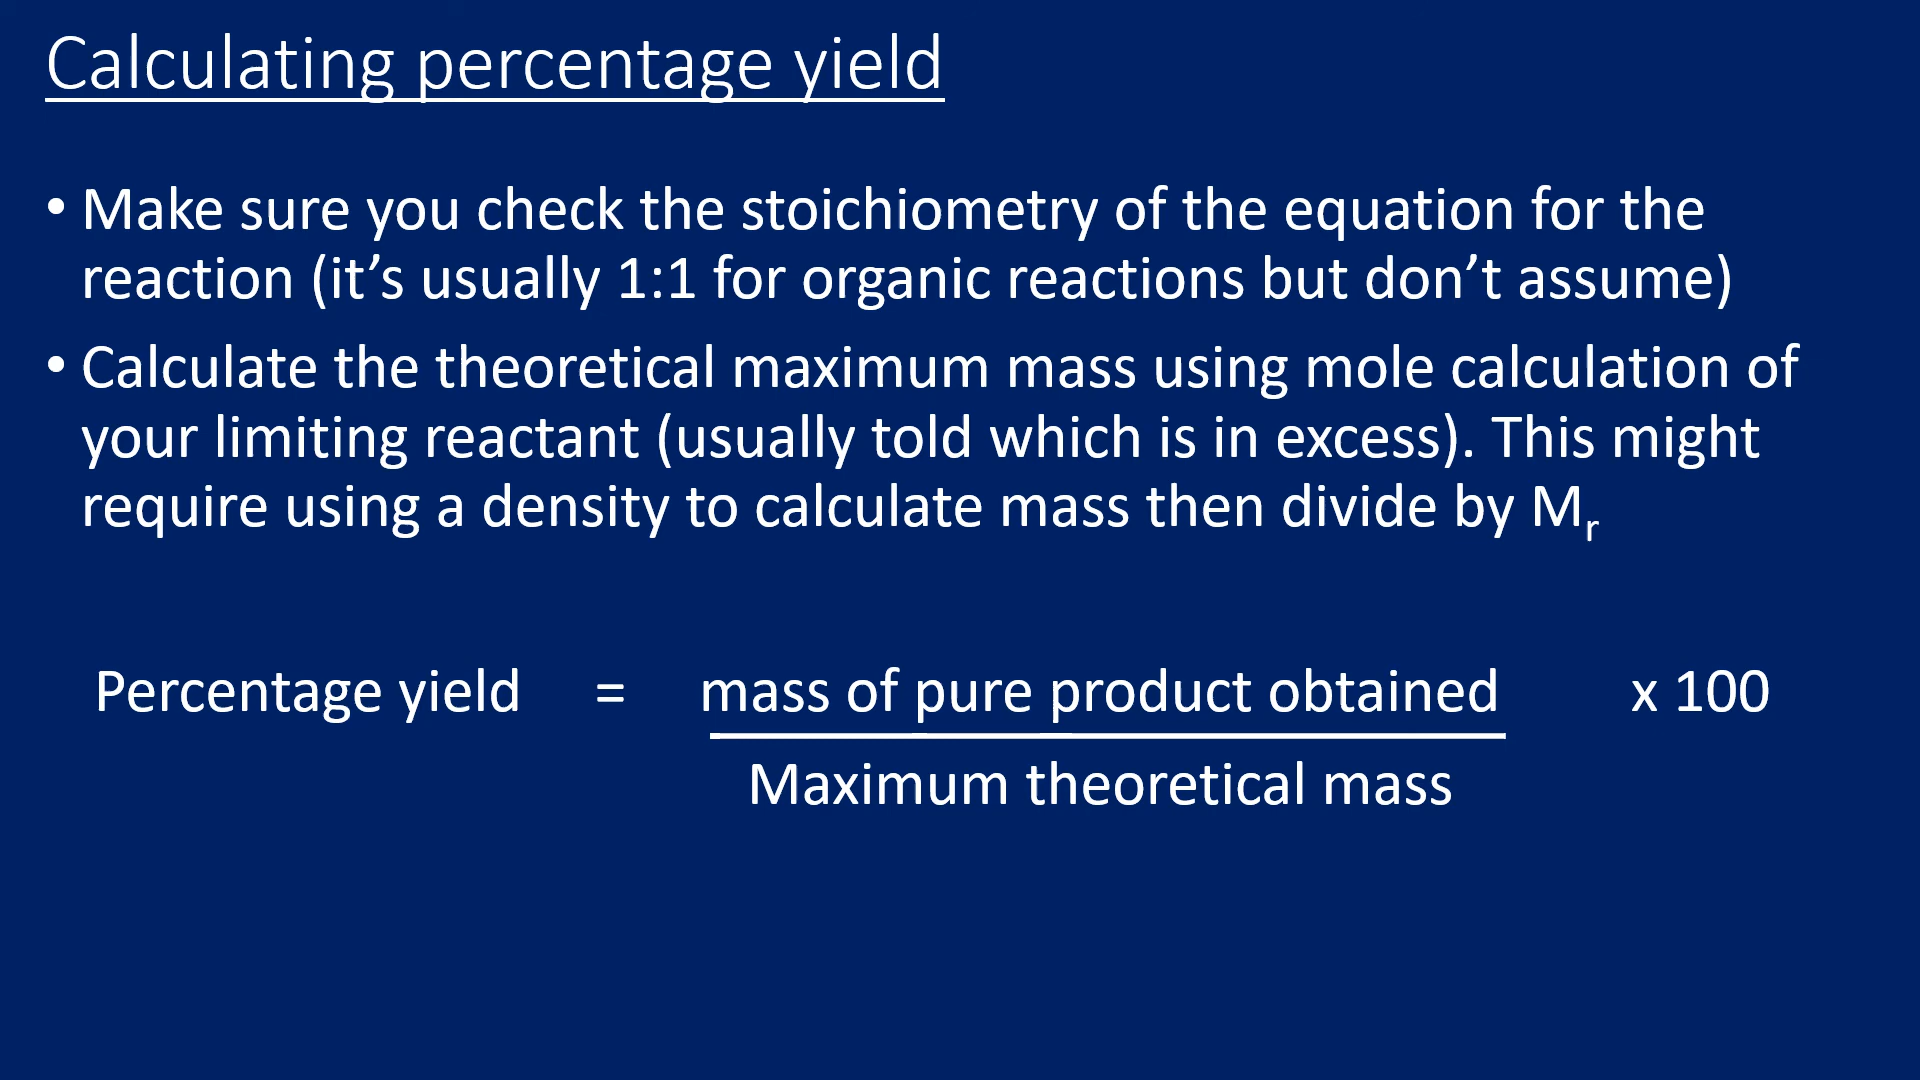 Calculating percentage yield
• Make sure you check the stoichiometry of the equation for the
reaction (it’s usually 1:1 for organic reactions but don’t assume)
• Calculate the theoretical maximum mass using mole calculation of
your limiting reactant (usually told which is in excess). This might
require using a density to calculate mass then divide by Mr
Percentage yield = mass of pure product obtained x 100
Maximum theoretical mass